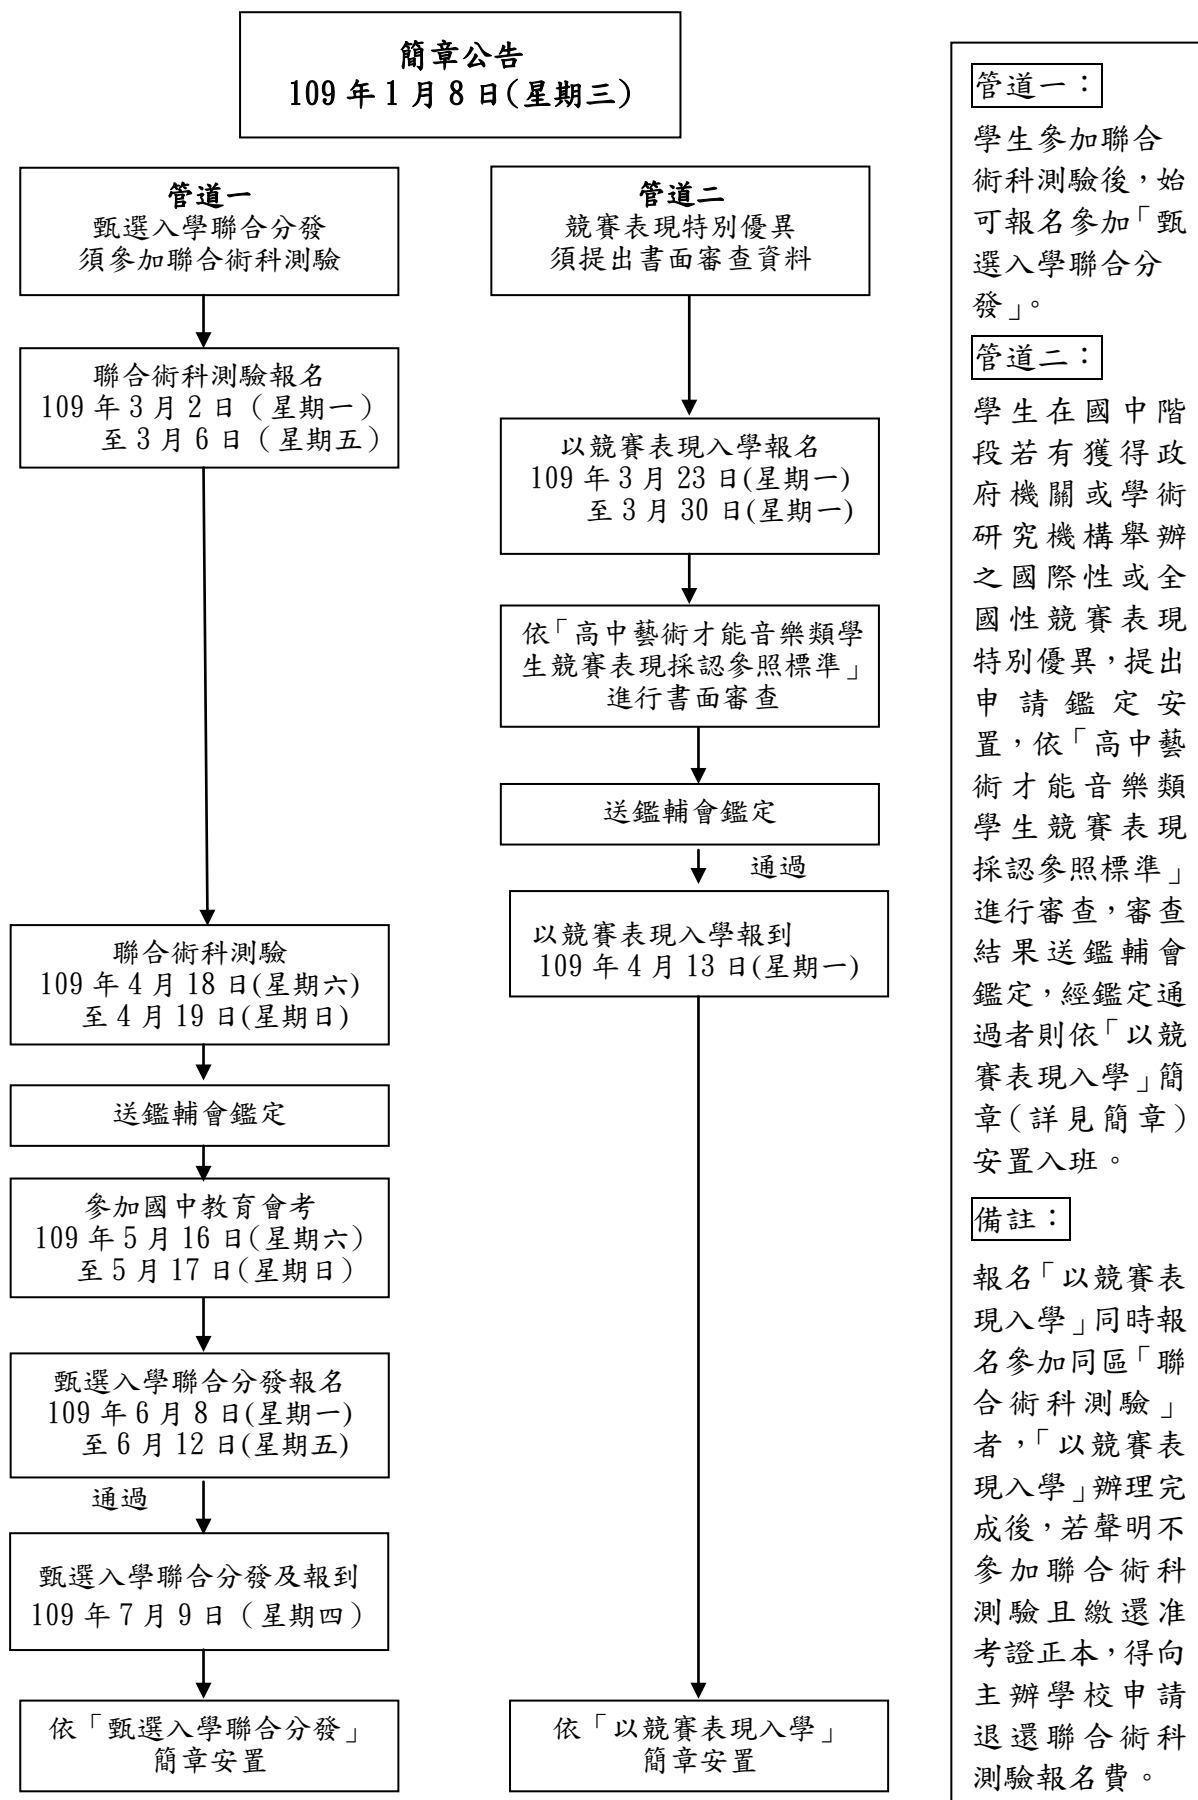 簡章公告
109 年 1 月 8 日(星期三)
管道一
甄選入學聯合分發
須參加聯合術科測驗
聯合術科測驗報名
109 年 3 月 2 日（星期一）
至 3 月 6 日（星期五）
聯合術科測驗
109 年 4 月 18 日(星期六)
至 4 月 19 日(星期日)
送鑑輔會鑑定
參加國中教育會考
109 年 5 月 16 日(星期六)
至 5 月 17 日(星期日)
甄選入學聯合分發報名
109 年 6 月 8 日(星期一)
至 6 月 12 日(星期五)
通過
甄選入學聯合分發及報到
109 年 7 月 9 日（星期四）
依「甄選入學聯合分發」
簡章安置
管道二
競賽表現特別優異
須提出書面審查資料
以競賽表現入學報名
109 年 3 月 23 日(星期一)
至 3 月 30 日(星期一)
依「高中藝術才能音樂類學
生競賽表現採認參照標準」
進行書面審查
送鑑輔會鑑定
通過
以競賽表現入學報到
109 年 4 月 13 日(星期一)
依「以競賽表現入學」
簡章安置
管道一：
學生參加聯合
術科測驗後，始
可報名參加「甄
選入學聯合分
發」。
管道二：
學生在國中階
段若有獲得政
府機關或學術
研究機構舉辦
之國際性或全
國性競賽表現
特別優異，提出
申請鑑定安
置，依「高中藝
術才能音樂類
學生競賽表現
採認參照標準」
進行審查，審查
結果送鑑輔會
鑑定，經鑑定通
過者則依「以競
賽表現入學」簡
章(詳見簡章)
安置入班。
備註：
報名「以競賽表
現入學」同時報
名參加同區「聯
合術科測驗」
者，「以競賽表
現入學」辦理完
成後，若聲明不
參加聯合術科
測驗且繳還准
考證正本，得向
主辦學校申請
退還聯合術科
測驗報名費。